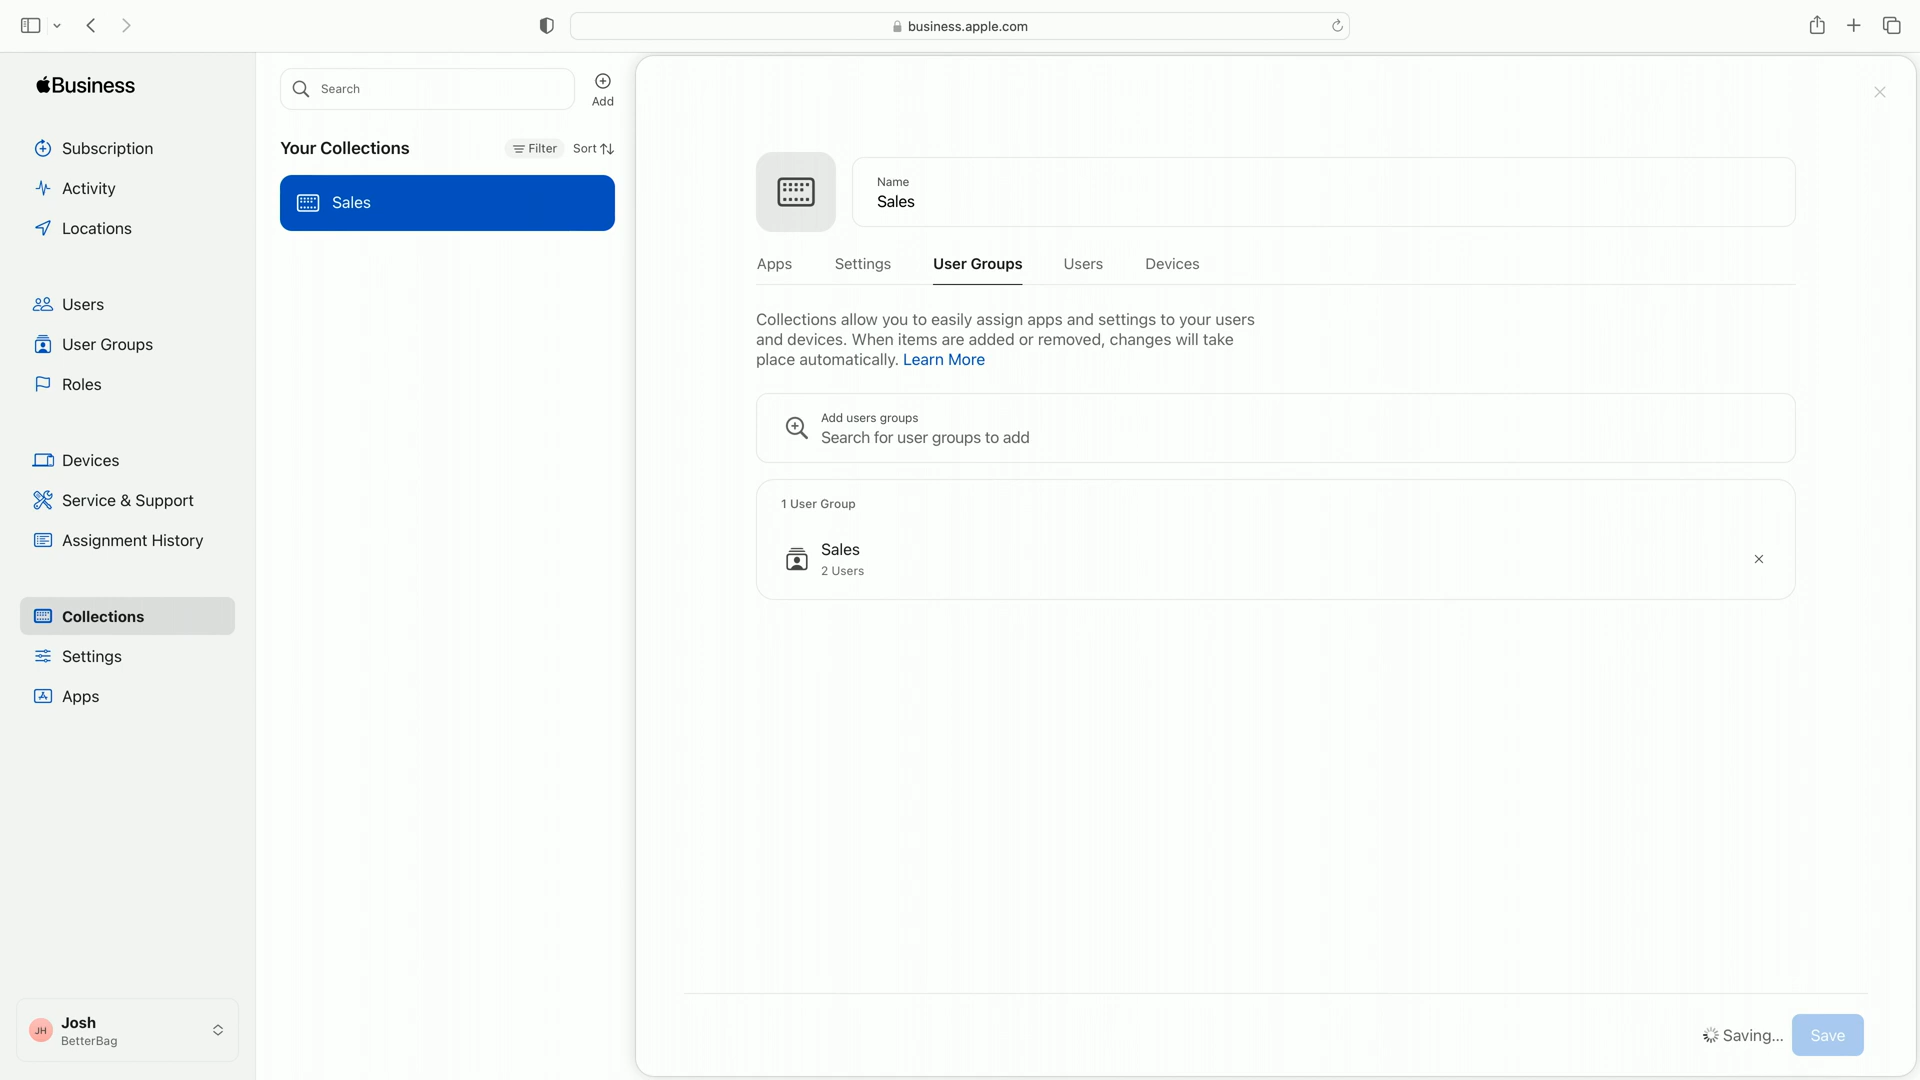 business.apple.com
Business
Subscription
Activity
Locations
Users
User Groups
Roles
Devices
Service & Support
Assignment History
Collections
Settings
Apps
JH
Josh
BetterBag
Search
Add
Your Collections
Filter
Sort
Sales
Name
Sales
Apps
Settings
User Groups
Users
Devices
Collections allow you to easily assign apps and settings to your users
and devices. When items are added or removed, changes will take
place automatically. Learn More
Add users groups
Search for user groups to add
1 User Group
Sales
2 Users
Saving...
Save